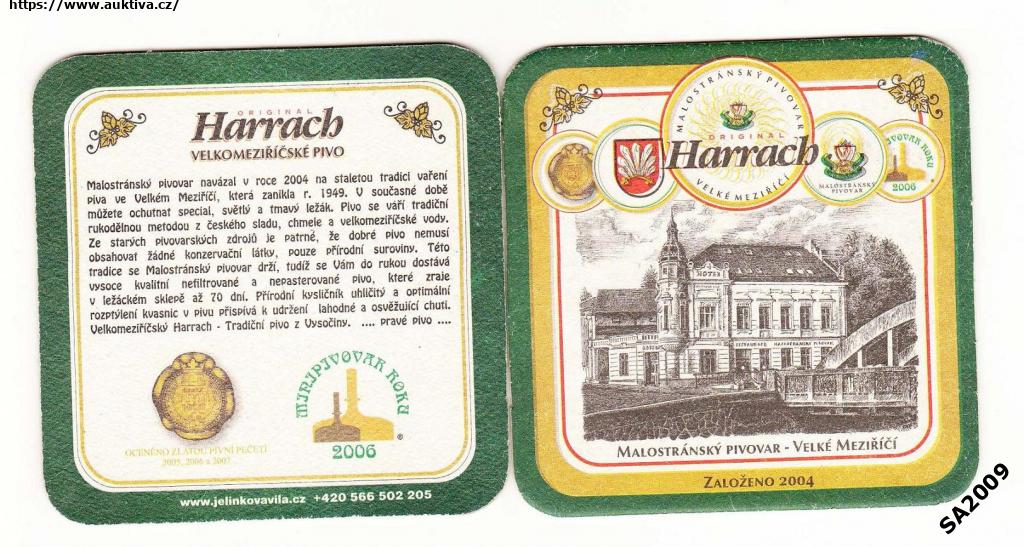 https://www.auktiva.cz/
ORIGINAL
Harrach
VELKOMEZIŘÍČSKÉ PIVO
Malostránský pivovar navázal v roce 2004 na staletou tradici vaření
piva ve Velkém Meziříčí, která zanikla r. 1949. V současné době
můžete ochutnat special, světlý a tmavý ležák. Pivo se váří tradiční
rukodělnou metodou z českého sladu, chmele a velkomeziříčské vody.
Ze starých pivovarských zdrojů je patrné, že dobré pivo nemusí
obsahovat žádné konzervační látky, pouze přírodní suroviny. Této
tradice se Malostránský pivovar drží, tudíž se Vám do rukou dostává
vysoce kvalitní nefiltrované a nepasterované pivo, které zraje
v ležáckém sklepě až 70 dní. Přírodní kysličník uhličitý a optimální
rozptýlení kvasnic v pivu přispívá k udržení lahodné a osvěžující chuti.
Velkomeziříčský Harrach - Tradiční pivo z Vysočiny. .... pravé pivo ....
OCENĚNO ZLATOU PIVNÍ PEČETÍ
2005, 2006 a 2007
MINIPIVOVAR ROKU
2006
®
www.jelinkovavila.cz +420 566 502 205
MALOSTRÁNSKÝ PIVOVAR
ORIGINAL
Harrach
VELKÉ MEZIŘÍČÍ
MALOSTRÁNSKÝ
PIVOVAR
PIVOVAR ROKU
2006
HOTEL
MALOSTRÁNSKÝ PIVOVAR - VELKÉ MEZIŘÍČÍ
ZALOŽENO 2004
SA2009